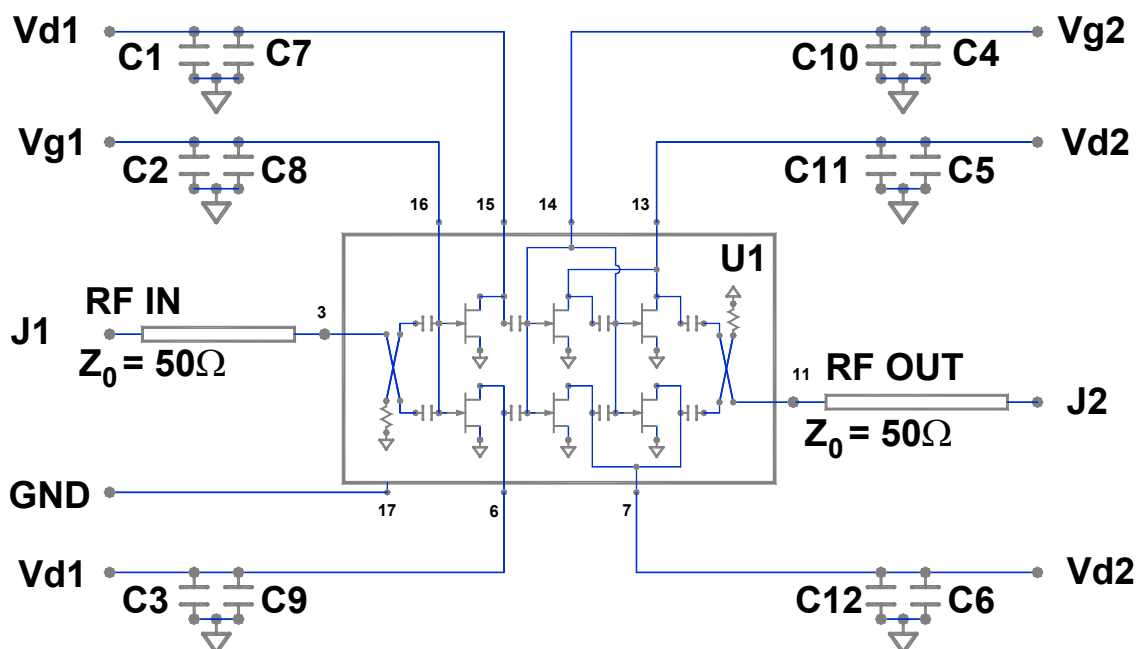 Vd1
C1
C7
C10
C4
Vg2
Vg1
C2
C8
C11
C5
Vd2
16
15
14
13
U1
RF IN
J1
3
Z0 = 50Ω
11
RF OUT
J2
Z0 = 50Ω
GND
17
6
7
Vd1
C3
C9
C12
C6
Vd2